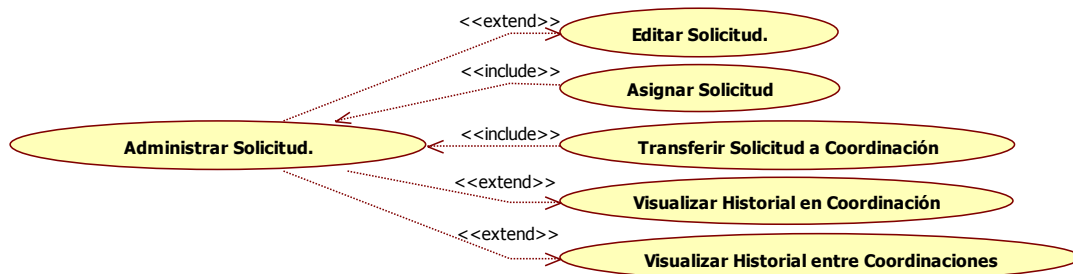 <<extend>>
Editar Solicitud.
<<include>>
Asignar Solicitud
Administrar Solicitud.
<<include>>
Transferir Solicitud a Coordinación
<<extend>>
Visualizar Historial en Coordinación
<<extend>>
Visualizar Historial entre Coordinaciones